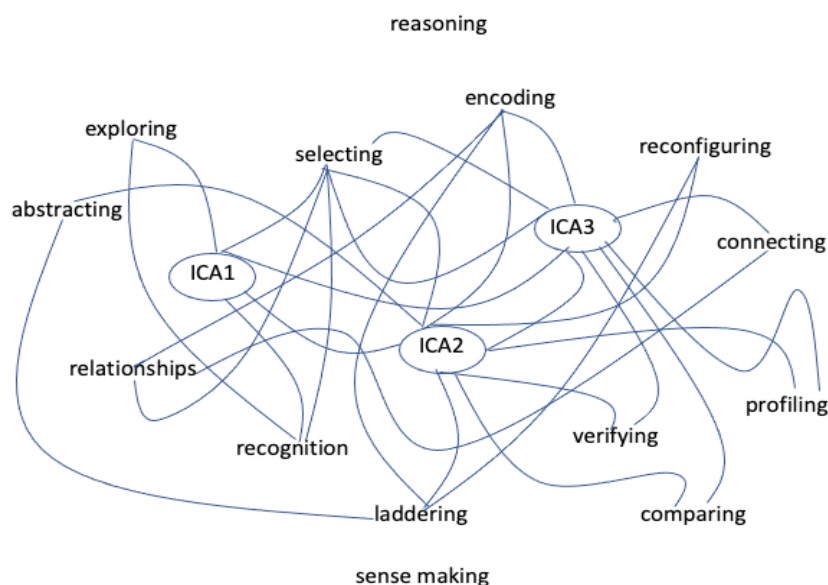 reasoning
encoding
exploring
selecting
reconfiguring
abstracting
ICA3
connecting
ICA1
ICA2
relationships
profiling
verifying
recognition
laddering
comparing
sense making